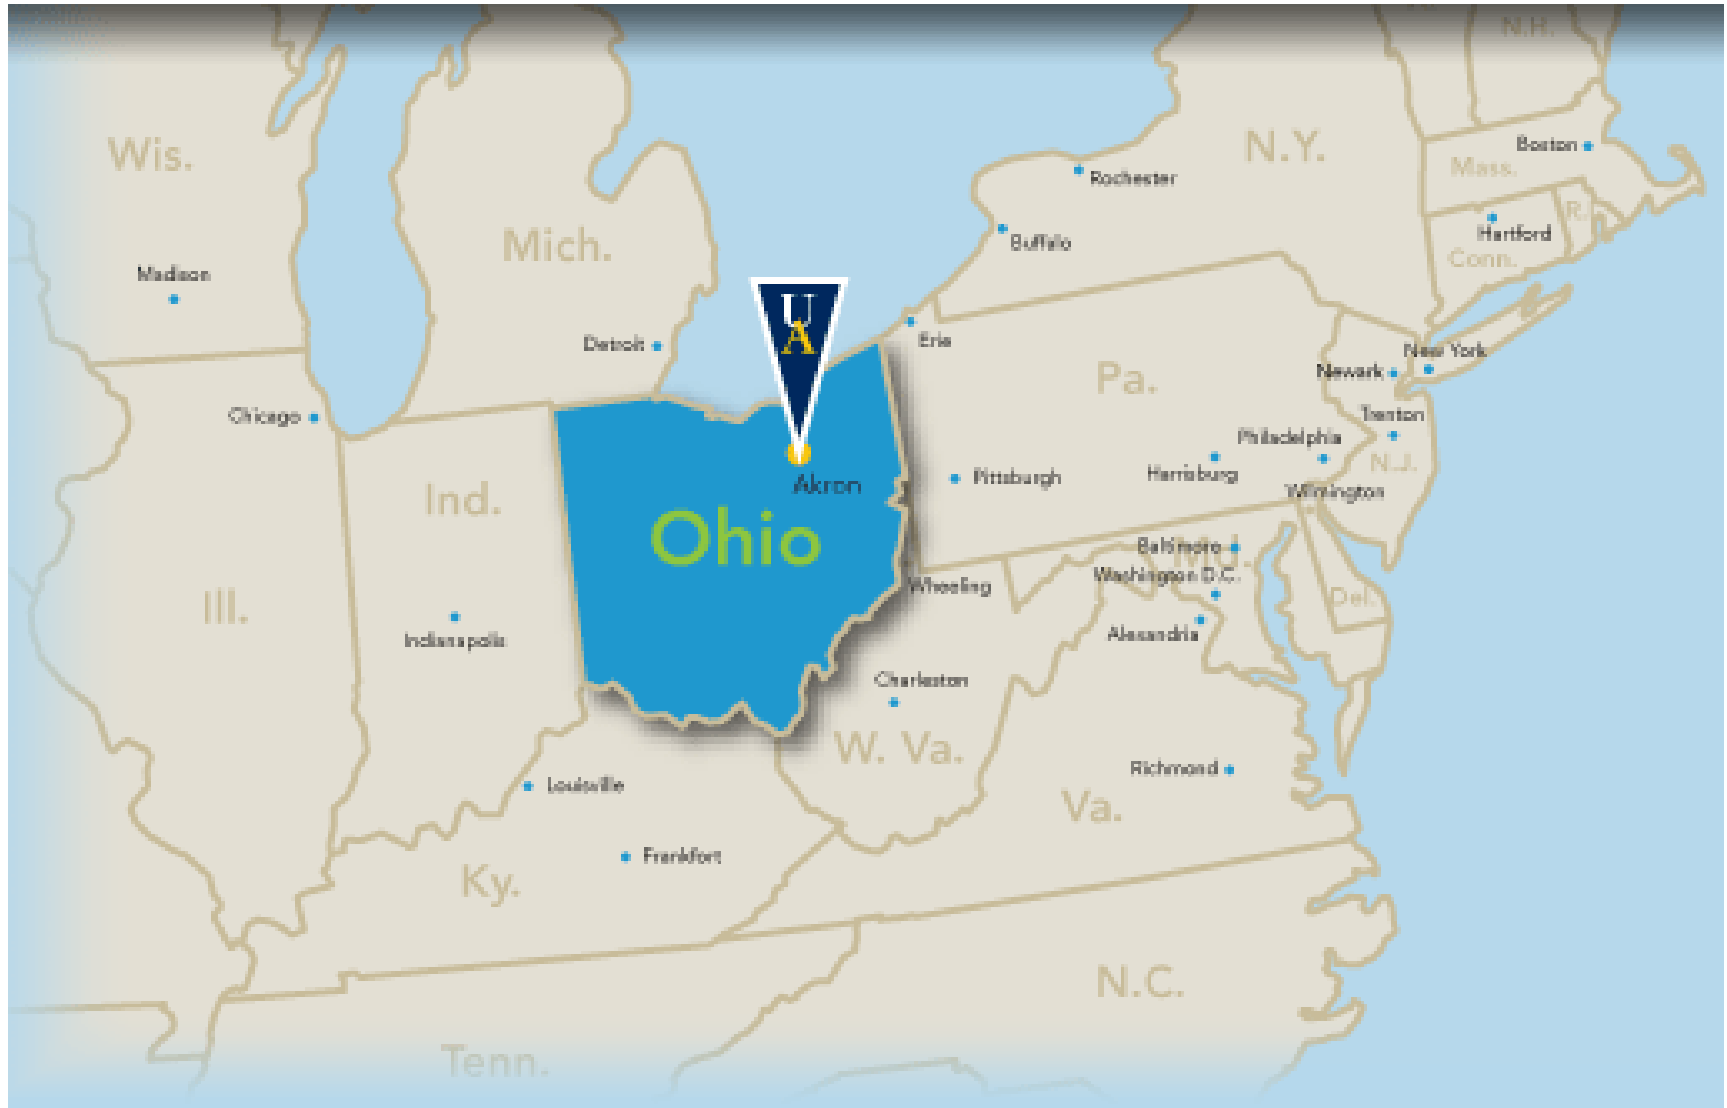 N.H.
Wis.
N.Y.
Boston
Mass.
Rochester
R.
Mich.
Buffalo
Hartford
Conn.
Madison
U
A
Detroit
Erie
New York
Pa.
Newark
Chicago
Trenton
Philadelphia
N.J.
Ind.
Akron
Pittsburgh
Harrisburg
Wilmington
Ohio
Baltimore
Md.
Washington D.C.
Wheeling
Del.
Ill.
Indianapolis
Alexandria
Charleston
W. Va.
Richmond
Louisville
Va.
Frankfort
Ky.
N.C.
Tenn.